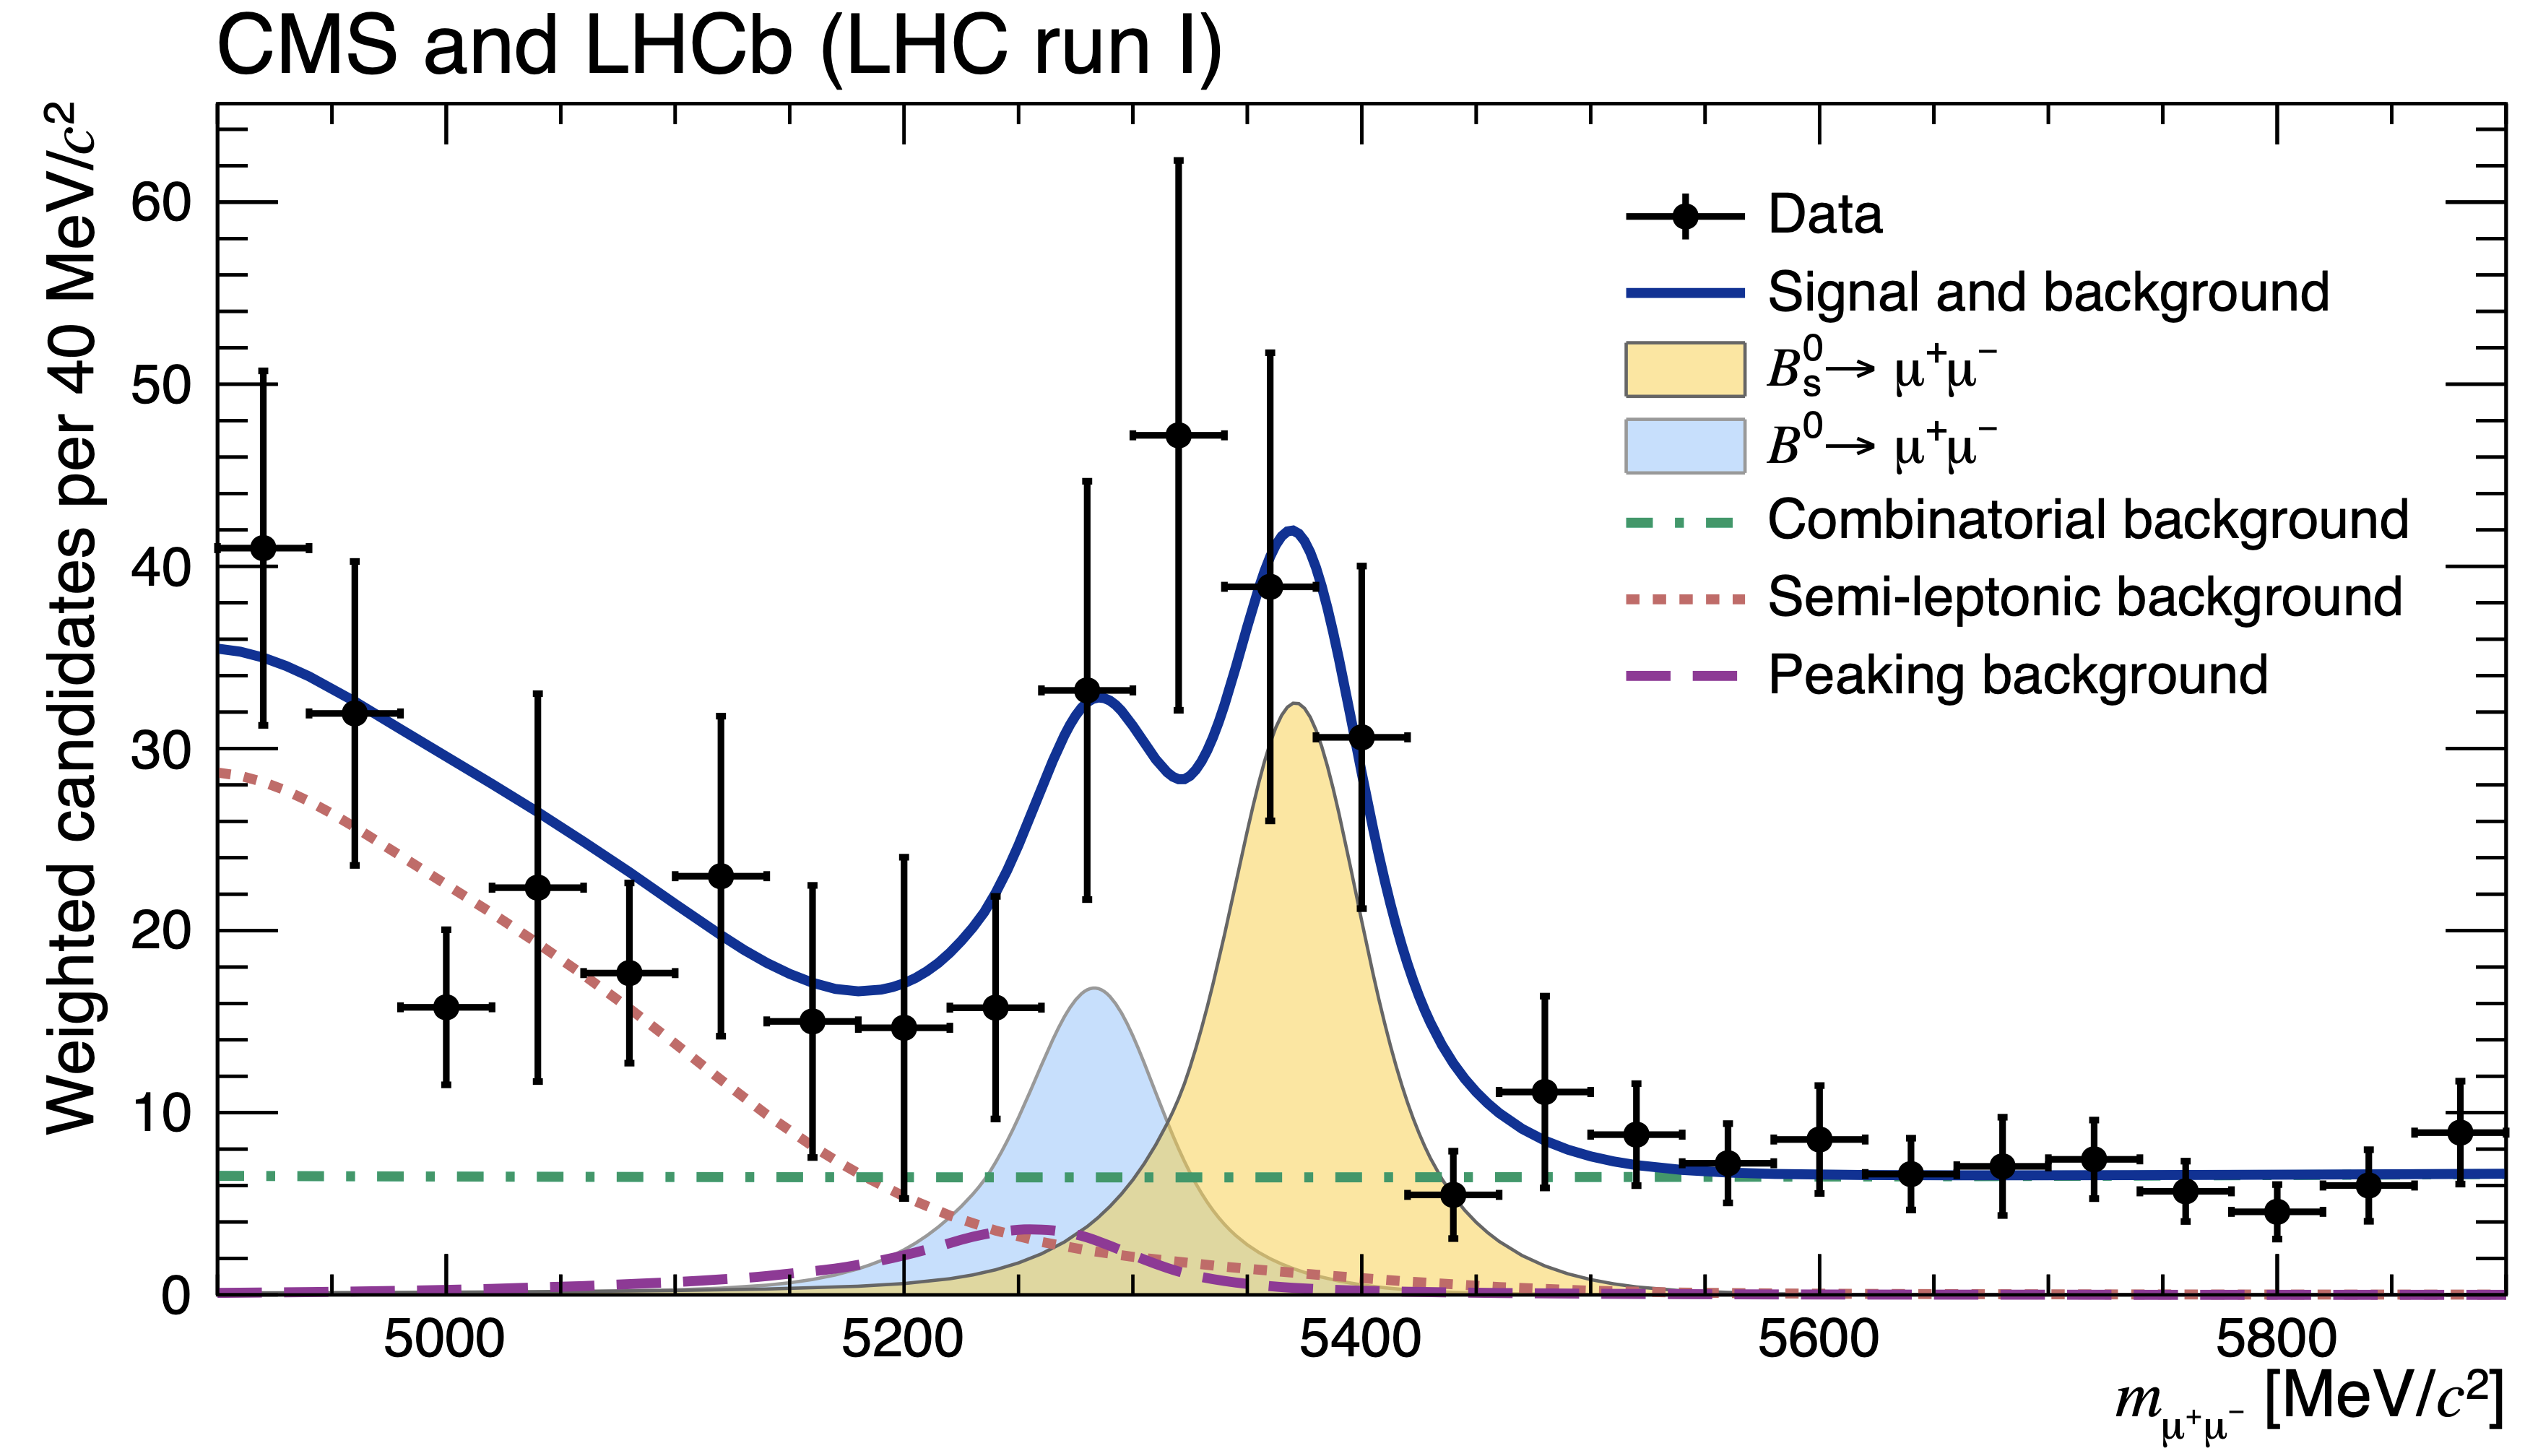 CMS and LHCb (LHC run I)
Weighted candidates per 40 MeV/c²
60
50
40
30
20
10
0
Data
Signal and background
B⁰ₛ→ μ⁺μ⁻
B⁰→ μ⁺μ⁻
Combinatorial background
Semi-leptonic background
Peaking background
5000 5200 5400 5600 5800
m_μ⁺μ⁻ [MeV/c²]